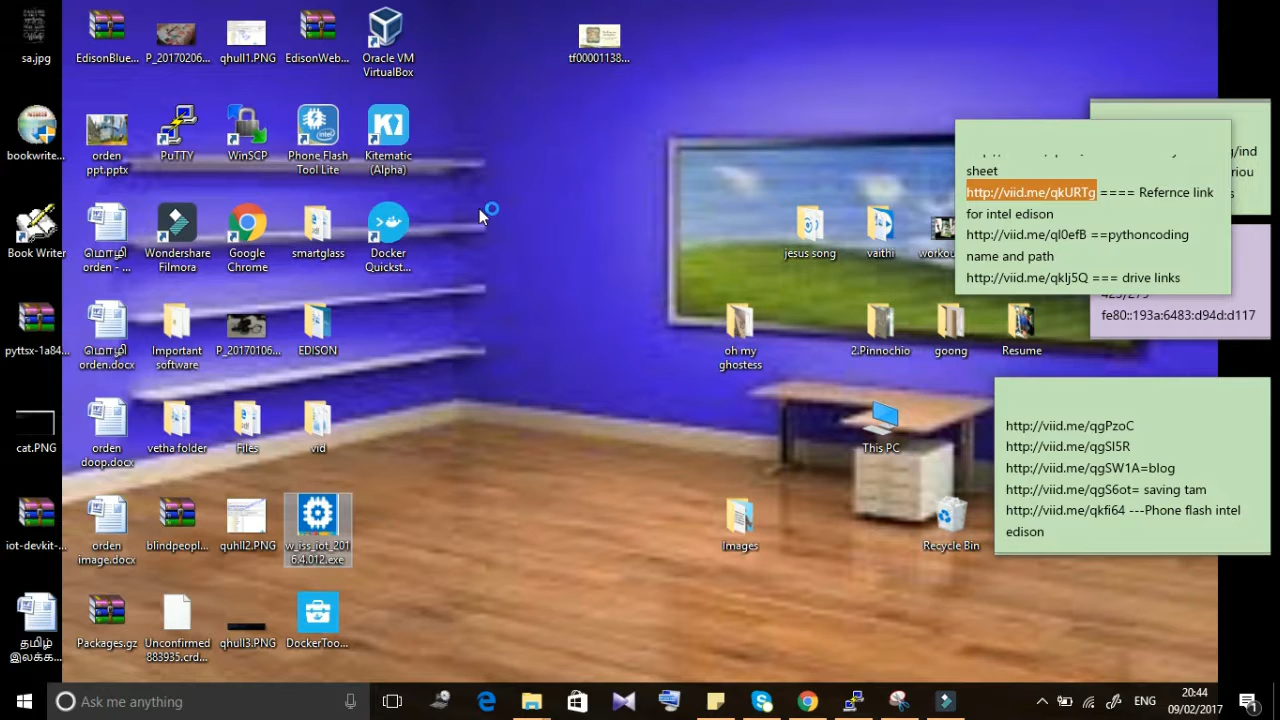 sa.jpg
EdisonBlue...
P_20170206...
qhull1.PNG
EdisonWeb...
Oracle VM
VirtualBox
tf00001138...
bookwrite...
orden
ppt.pptx
PuTTY
WinSCP
Phone Flash
Tool Lite
Kitematic
(Alpha)
Book Writer
மொழி
orden - ...
Wondershare
Filmora
Google
Chrome
smartglass
Docker
Quickst...
jesus song
vaithi
pyttsx-1a84...
மொழி
orden.docx
Important
software
P_20170106...
EDISON
oh my
ghostess
2.Pinnochio
goong
Resume
cat.PNG
orden
doop.docx
vetha folder
Files
vid
This PC
iot-devkit-...
orden
image.docx
blindpeopl...
quhll2.PNG
w_iss_iot_201
6.4.012.exe
Images
Recycle Bin
தமிழ்
இலக்க...
Packages.gz
Unconfirmed
883935.crd...
qhull3.PNG
DockerToo...
sheet
http://viid.me/qkURTg ==== Refernce link
for intel edison
http://viid.me/ql0efB ==pythoncoding
name and path
http://viid.me/qklj5Q === drive links
fe80::193a:6483:d94d:d117
http://viid.me/qgPzoC
http://viid.me/qgSl5R
http://viid.me/qgSW1A=blog
http://viid.me/qgS6ot= saving tam
http://viid.me/qkfi64 ---Phone flash intel
edison
Ask me anything
ENG
20:44
09/02/2017
1